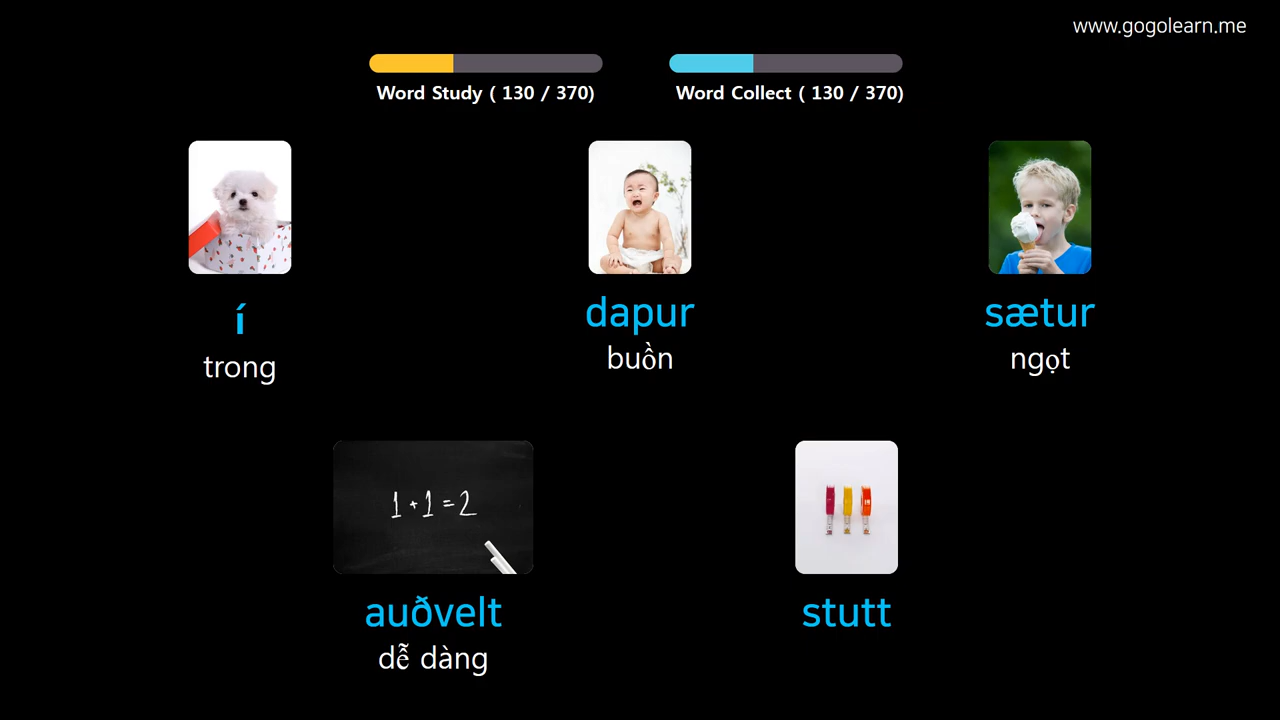 www.gogolearn.me
Word Study ( 130 / 370)
Word Collect ( 130 / 370)
í
trong
dapur
buồn
sætur
ngọt
1+1=2
auðvelt
dễ dàng
stutt